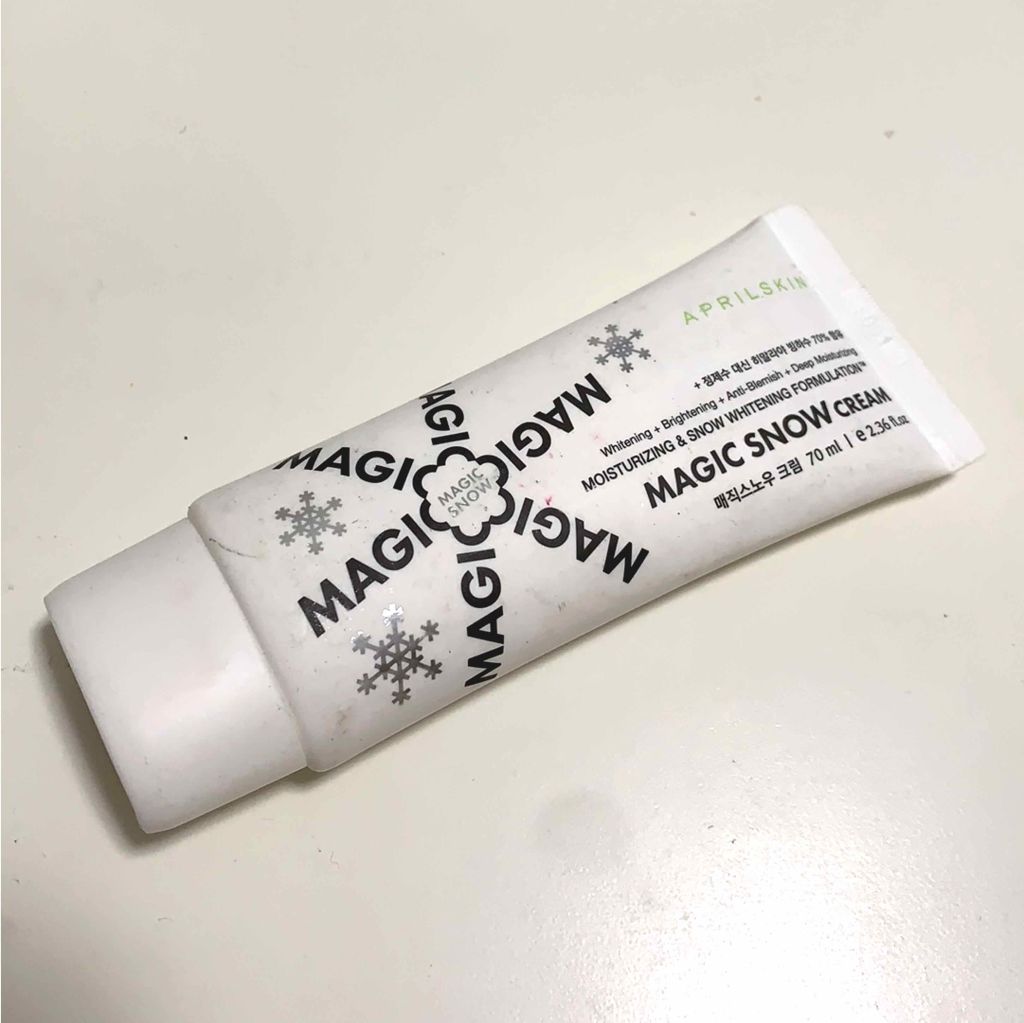 APRILSKIN
+ 정제수 대신 히말라야 빙하수 70% 함유
Whitening + Brightening + Anti-Blemish + Deep Moisturizing
MOISTURIZING & SNOW WHITENING FORMULATION™
MAGIC SNOW CREAM
매직스노우 크림 70 ml | e 2.36 fl.oz
MAGIC
MAGIC
MAGIC
MAGIC
MAGIC
MAGIC
MAGIC
SNOW